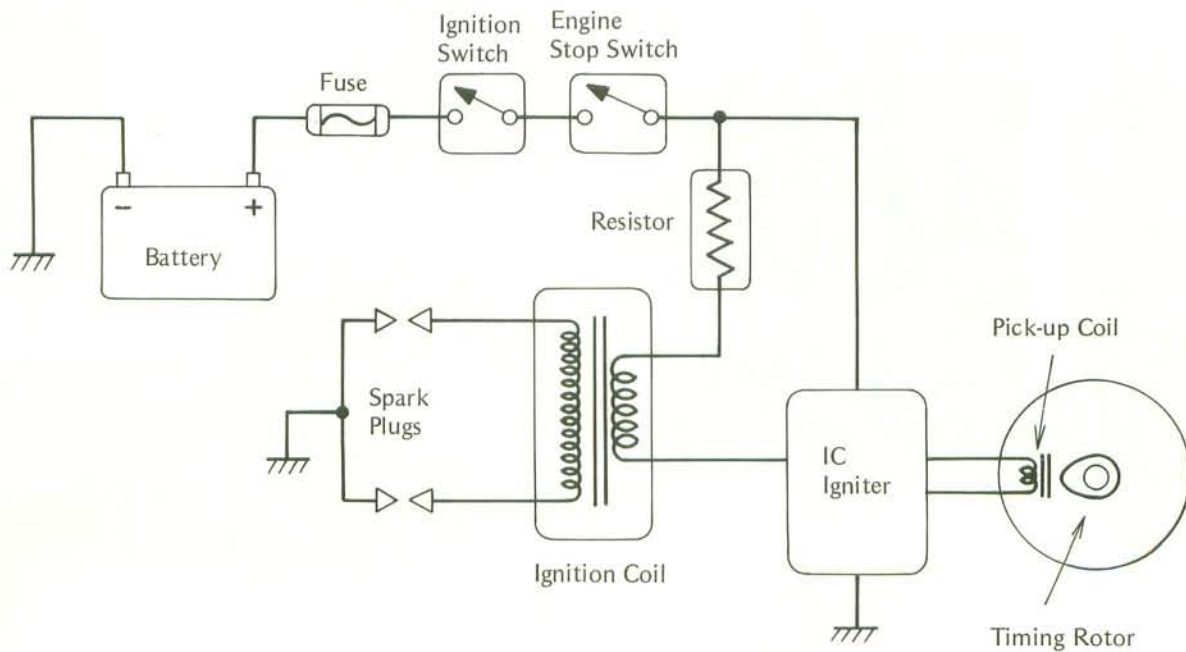 Ignition
Switch
Engine
Stop Switch
Fuse
Resistor
- +
Battery
Pick-up Coil
Spark
Plugs
IC
Igniter
Ignition Coil
Timing Rotor